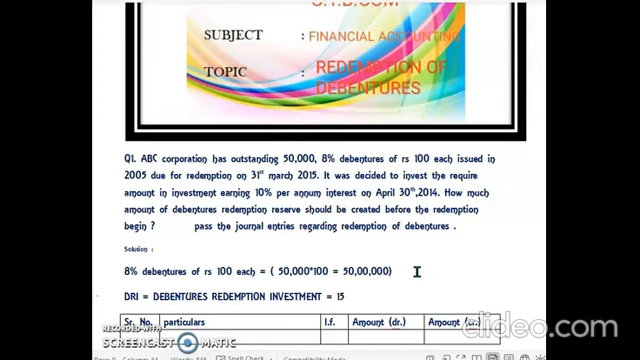 S.Y.B.COM
SUBJECT : FINANCIAL ACCOUNTING
TOPIC : REDEMPTION OF
DEBENTURES
Q1. ABC corporation has outstanding 50,000, 8% debentures of rs 100 each issued in
2005 due for redemption on 31st march 2015. It was decided to invest the require
amount in investment earning 10% per annum interest on April 30th,2014. How much
amount of debentures redemption reserve should be created before the redemption
begin ? pass the journal entries regarding redemption of debentures .
Solution :
8% debentures of rs 100 each = ( 50,000*100 = 50,00,000)
DRI = DEBENTURES REDEMPTION INVESTMENT = 15
Sr. No. particulars l.f. Amount (dr.) Amount (cr.)
RECORDED WITH
SCREENCAST MATIC
clideo.com